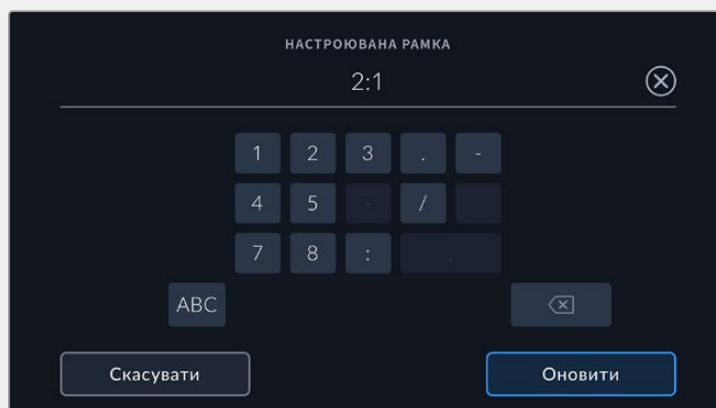 НАСТРОЮВАНА РАМКА
2:1
1 2 3 . -
4 5 - /
7 8 : .
ABC
Скасувати Оновити